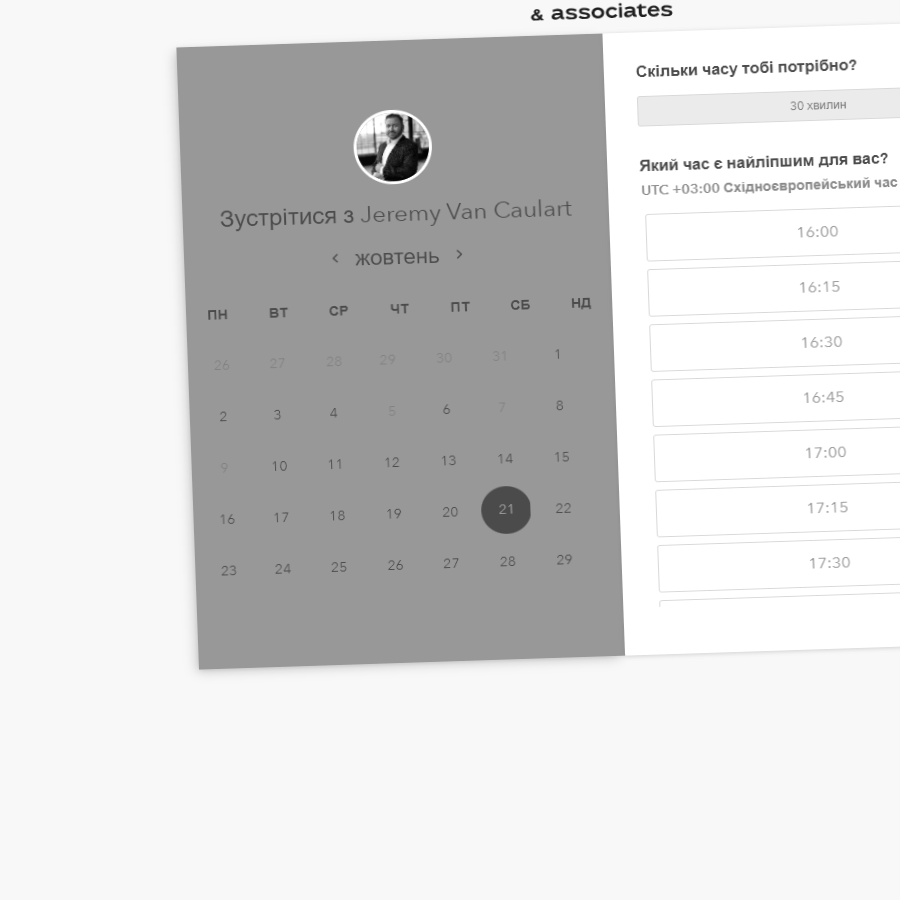 & associates
Зустрітися з Jeremy Van Caulart
‹ жовтень ›
ПН ВТ СР ЧТ ПТ СБ НД
26 27 28 29 30 31 1
2 3 4 5 6 7 8
9 10 11 12 13 14 15
16 17 18 19 20 21 22
23 24 25 26 27 28 29
Скільки часу тобі потрібно?
30 хвилин
Який час є найліпшим для вас?
UTC +03:00 Східноєвропейський час
16:00
16:15
16:30
16:45
17:00
17:15
17:30